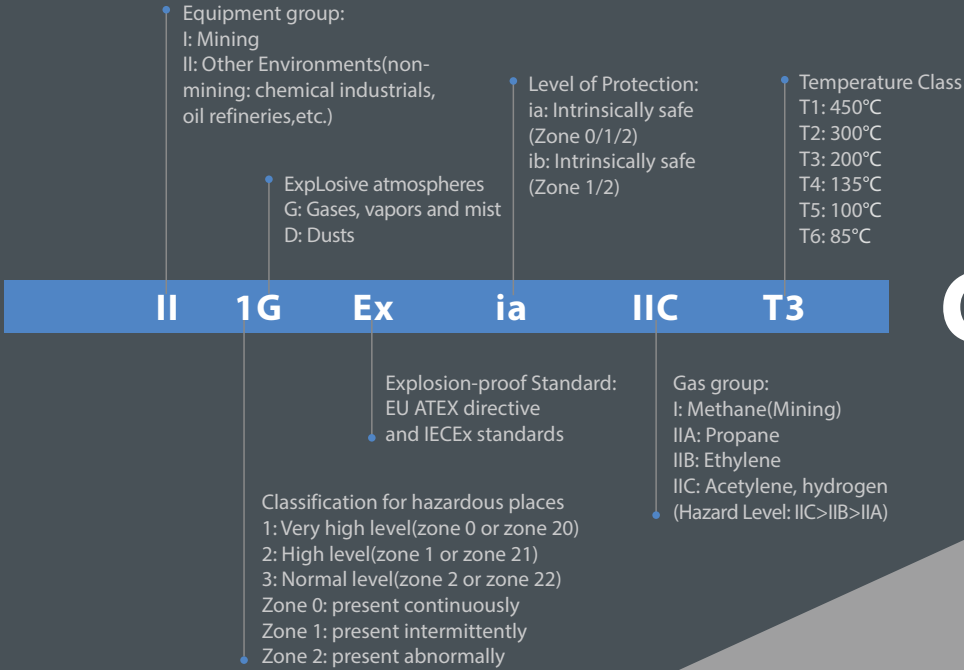 Equipment group:
I: Mining
II: Other Environments(non-
mining: chemical industrials,
oil refineries,etc.)
ExpLosive atmospheres
G: Gases, vapors and mist
D: Dusts
Level of Protection:
ia: Intrinsically safe
(Zone 0/1/2)
ib: Intrinsically safe
(Zone 1/2)
Temperature Class
T1: 450°C
T2: 300°C
T3: 200°C
T4: 135°C
T5: 100°C
T6: 85°C
II 1G Ex ia IIC T3
Explosion-proof Standard:
EU ATEX directive
and IECEx standards
Gas group:
I: Methane(Mining)
IIA: Propane
IIB: Ethylene
IIC: Acetylene, hydrogen
(Hazard Level: IIC>IIB>IIA)
Classification for hazardous places
1: Very high level(zone 0 or zone 20)
2: High level(zone 1 or zone 21)
3: Normal level(zone 2 or zone 22)
Zone 0: present continuously
Zone 1: present intermittently
Zone 2: present abnormally